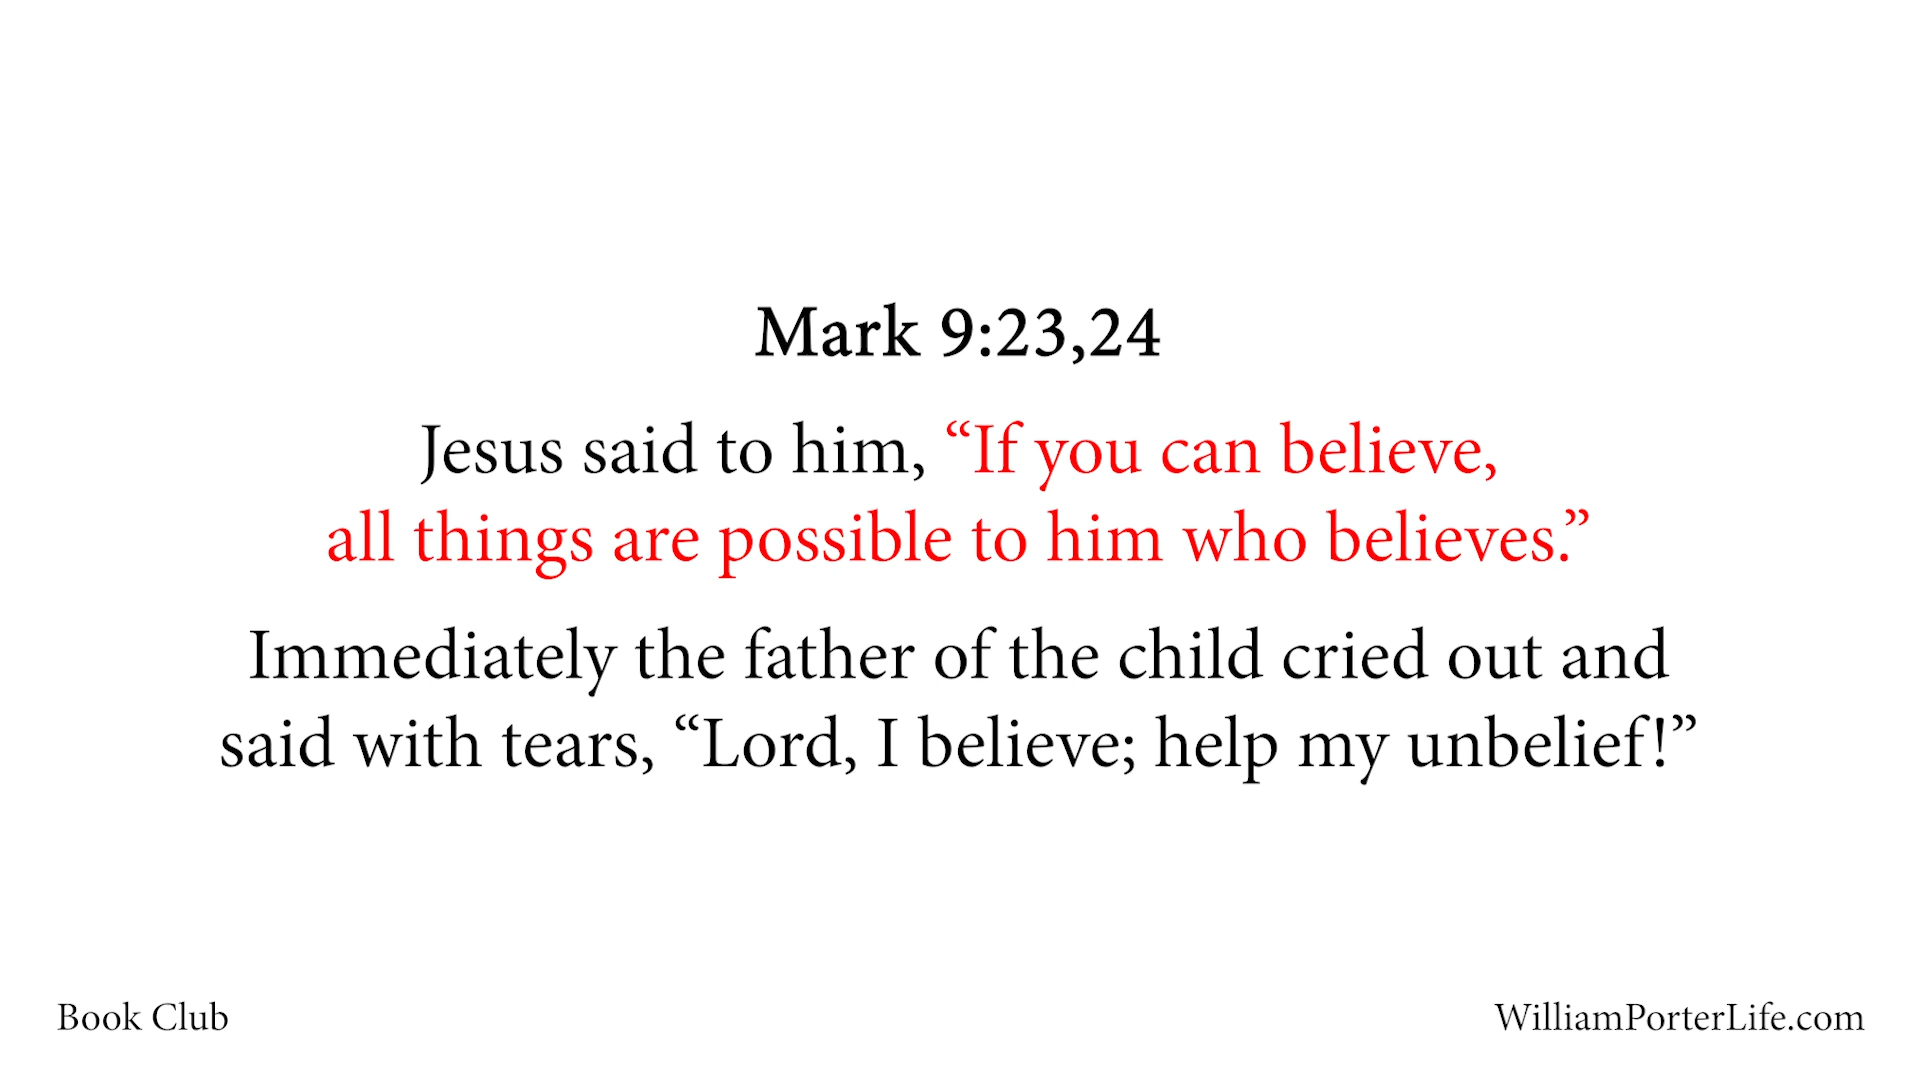 Mark 9:23,24
Jesus said to him, “If you can believe,
all things are possible to him who believes.”
Immediately the father of the child cried out and
said with tears, “Lord, I believe; help my unbelief!”
Book Club
WilliamPorterLife.com